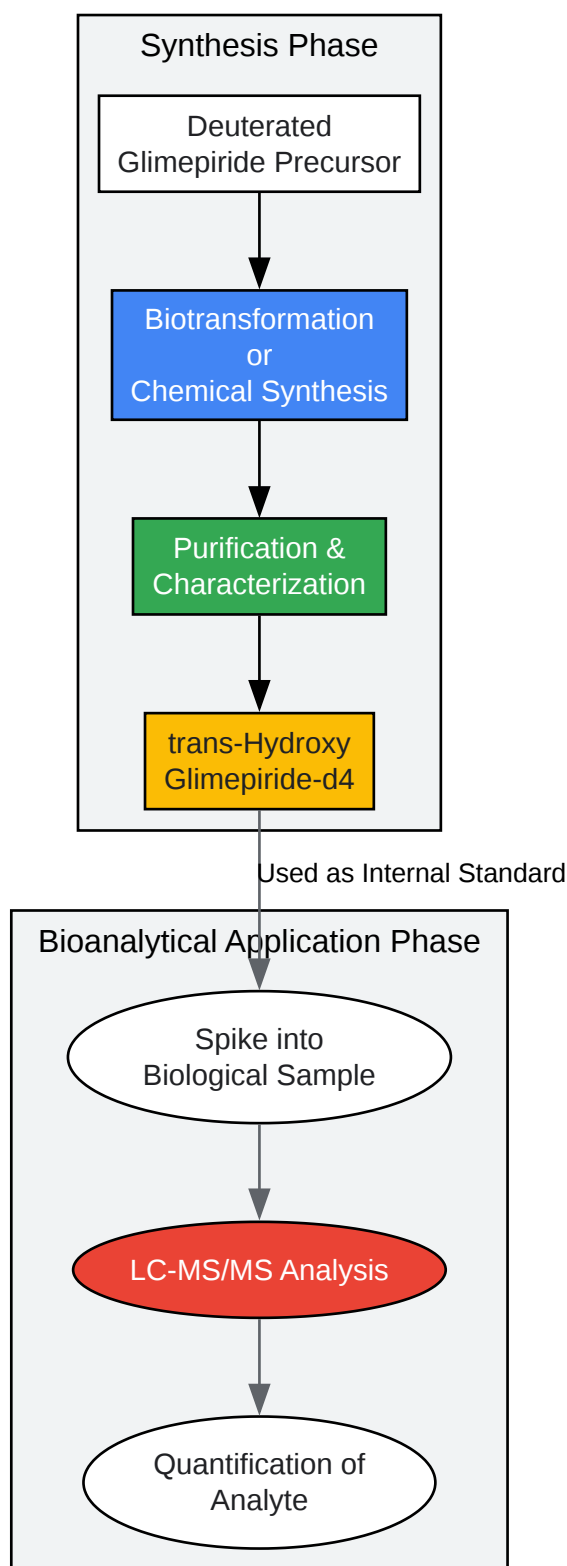 Synthesis Phase
Deuterated
Glimepiride Precursor
Biotransformation
or
Chemical Synthesis
Purification &
Characterization
trans-Hydroxy
Glimepiride-d4
Used as Internal Standard
Bioanalytical Application Phase
Spike into
Biological Sample
LC-MS/MS Analysis
Quantification of
Analyte